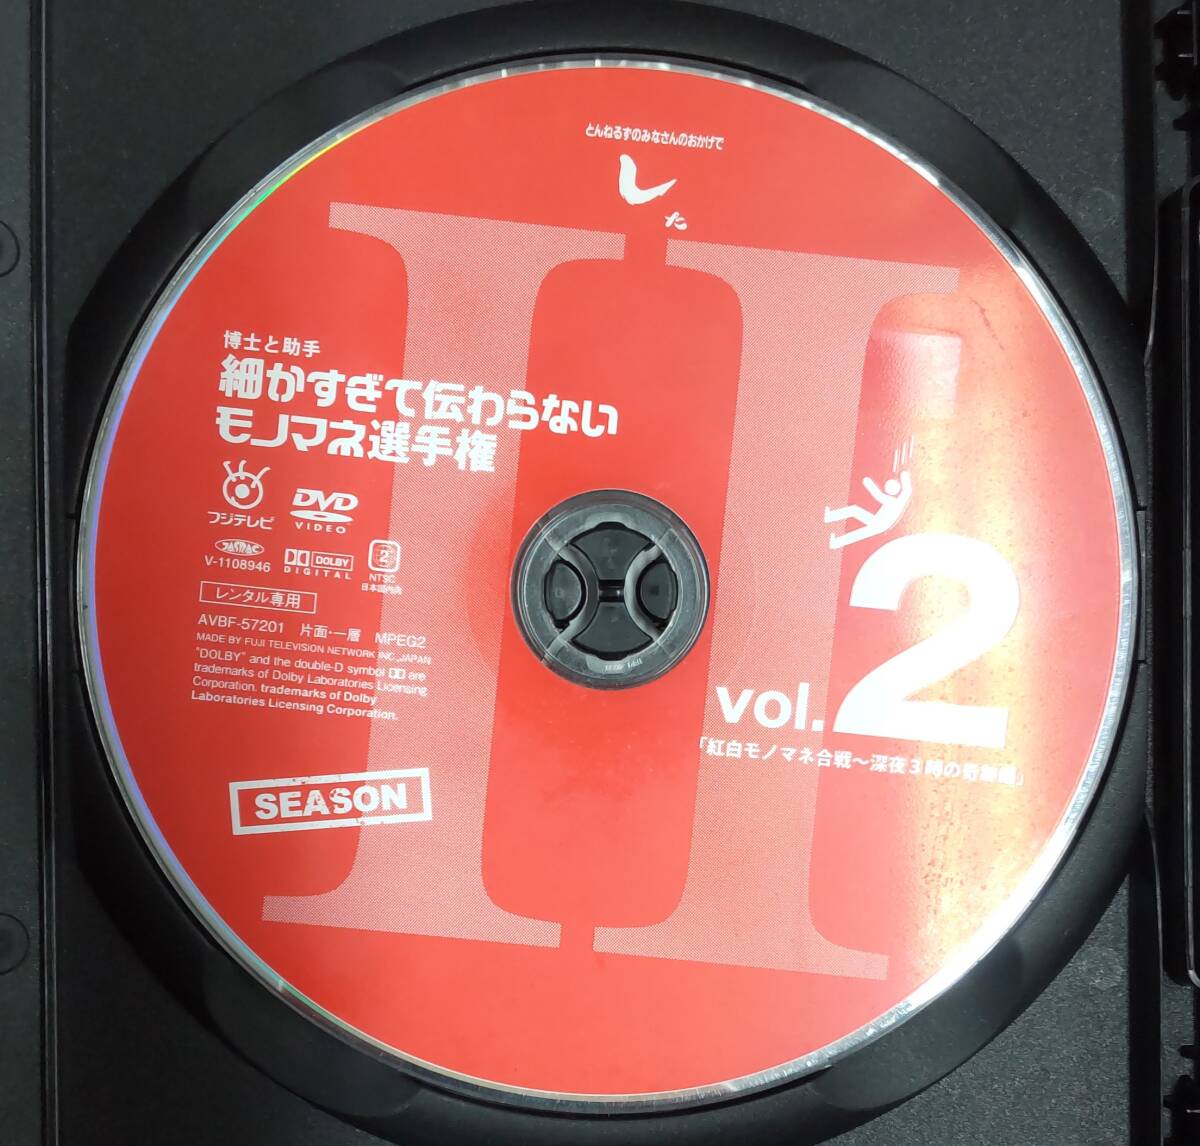 とんねるずのみなさんのおかげで
した
博士と助手
細かすぎて伝わらない
モノマネ選手権
フジテレビ
DVD
VIDEO
JASRAC
V-1108946
DOLBY
DIGITAL
2
NTSC
日本国内向
レンタル専用
AVBF-57201 片面・一層 MPEG2
MADE BY FUJI TELEVISION NETWORK INC. JAPAN
"DOLBY" and the double-D symbol are
trademarks of Dolby Laboratories Licensing
Corporation. trademarks of Dolby
Laboratories Licensing Corporation.
SEASON
II
vol.2
「紅白モノマネ合戦〜深夜3時の奇跡編」